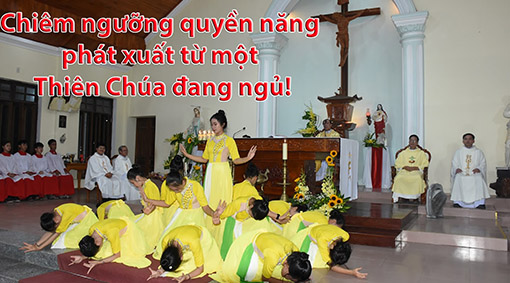 Chiêm ngưỡng quyền năng
phát xuất từ một
Thiên Chúa đang ngủ!